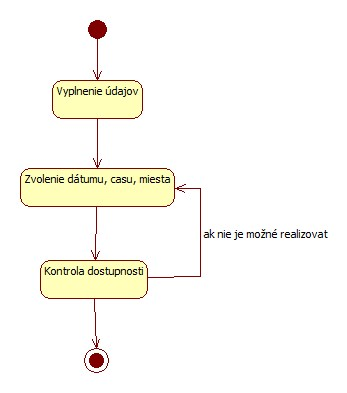 Vyplnenie údajov
Zvolenie dátumu, casu, miesta
ak nie je možné realizovat
Kontrola dostupnosti